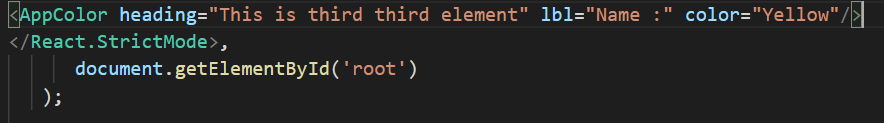 <AppColor heading="This is third third element" lbl="Name :" color="Yellow"/>
</React.StrictMode>,
document.getElementById('root')
);